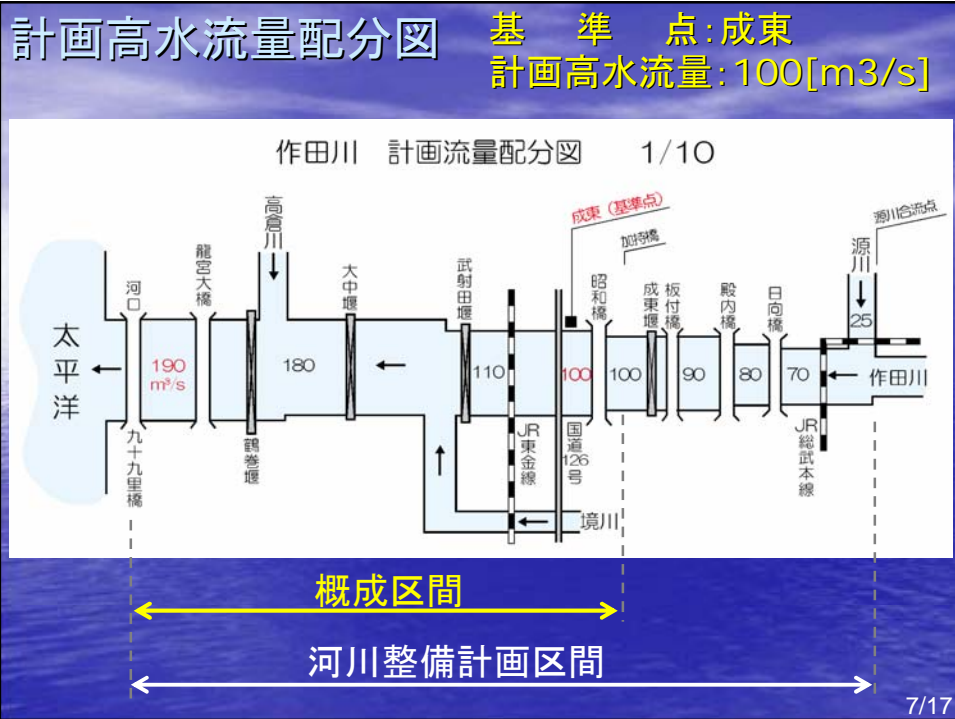 計画高水流量配分図
基　準　点：成東
計画高水流量：100[m3/s]
作田川　計画流量配分図　1/10
太平洋
河口
九十九里橋
190
m³/s
龍宮大橋
鶴巻堰
高倉川
180
大中堰
武射田堰
110
JR東金線
成東（基準点）
100
国道126号
昭和橋
加持橋
100
成東堰
板付橋
90
殿内橋
80
日向橋
70
JR総武本線
源川合流点
源川
25
作田川
境川
概成区間
河川整備計画区間
7/17